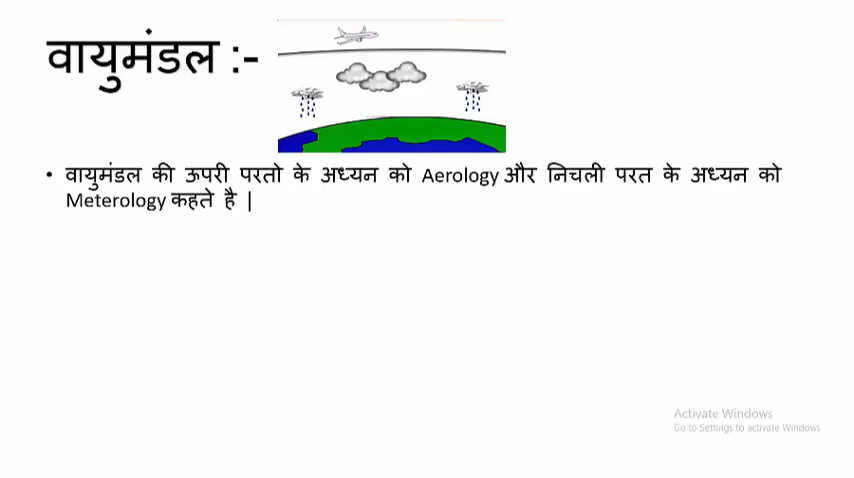 वायुमंडल :-
• वायुमंडल की ऊपरी परतो के अध्यन को Aerology और निचली परत के अध्यन को
Meterology कहते है |
Activate Windows
Go to Settings to activate Windows.